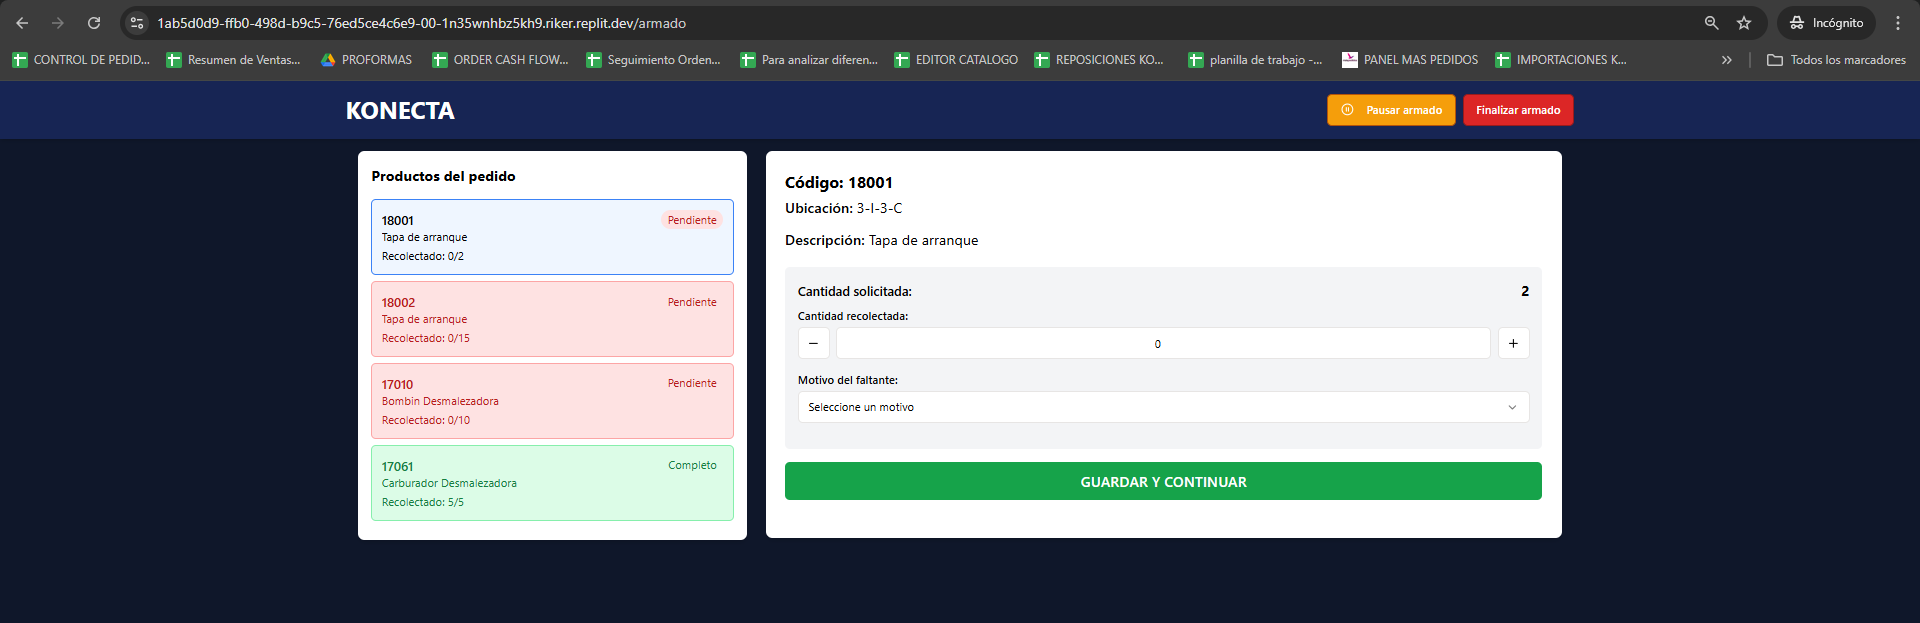 1ab5d0d9-ffb0-498d-b9c5-76ed5ce4c6e9-00-1n35wnhbz5kh9.riker.replit.dev/armado
Incógnito
CONTROL DE PEDID...
Resumen de Ventas...
PROFORMAS
ORDER CASH FLOW...
Seguimiento Orden...
Para analizar diferen...
EDITOR CATALOGO
REPOSICIONES KO...
planilla de trabajo -...
PANEL MAS PEDIDOS
IMPORTACIONES K...
Todos los marcadores
KONECTA
Pausar armado
Finalizar armado
Productos del pedido
18001
Pendiente
Tapa de arranque
Recolectado: 0/2
18002
Pendiente
Tapa de arranque
Recolectado: 0/15
17010
Pendiente
Bombin Desmalezadora
Recolectado: 0/10
17061
Completo
Carburador Desmalezadora
Recolectado: 5/5
Código: 18001
Ubicación: 3-I-3-C
Descripción: Tapa de arranque
Cantidad solicitada: 2
Cantidad recolectada:
− 0 +
Motivo del faltante:
Seleccione un motivo
GUARDAR Y CONTINUAR